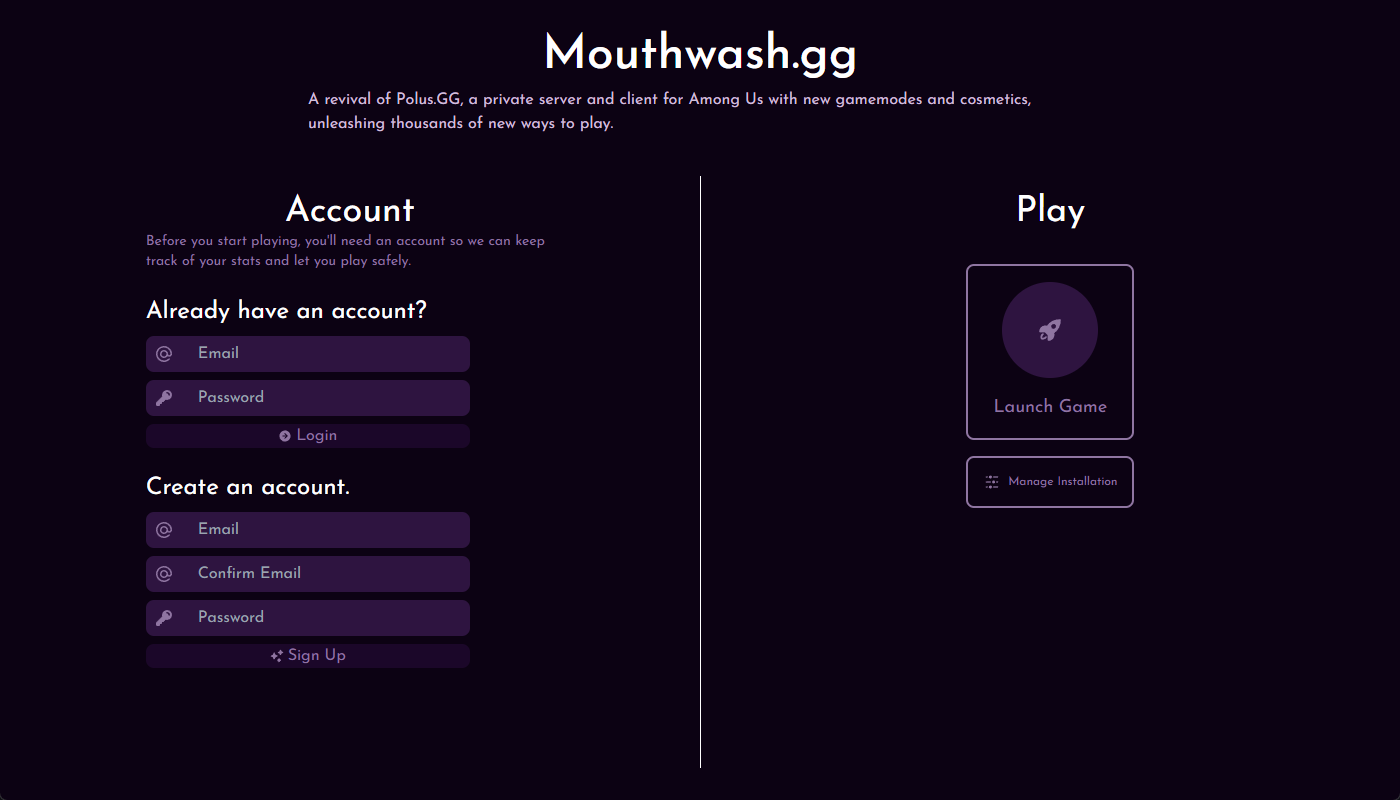 Mouthwash.gg
A revival of Polus.GG, a private server and client for Among Us with new gamemodes and cosmetics,
unleashing thousands of new ways to play.
Account
Before you start playing, you'll need an account so we can keep
track of your stats and let you play safely.
Already have an account?
Email
Password
Login
Create an account.
Email
Confirm Email
Password
Sign Up
Play
Launch Game
Manage Installation